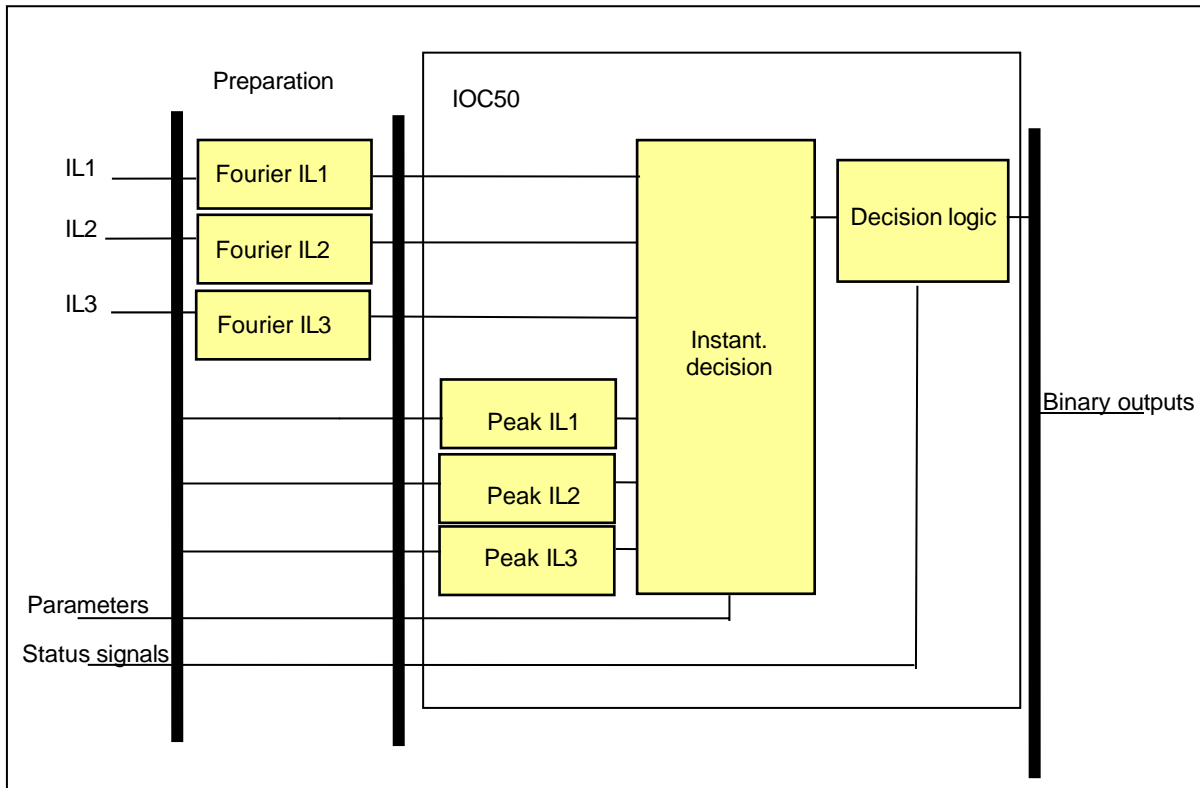 Preparation
IOC50
IL1
Fourier IL1
IL2
Fourier IL2
IL3
Fourier IL3
Decision logic
Instant.
decision
Peak IL1
Peak IL2
Peak IL3
Binary outputs
Parameters
Status signals